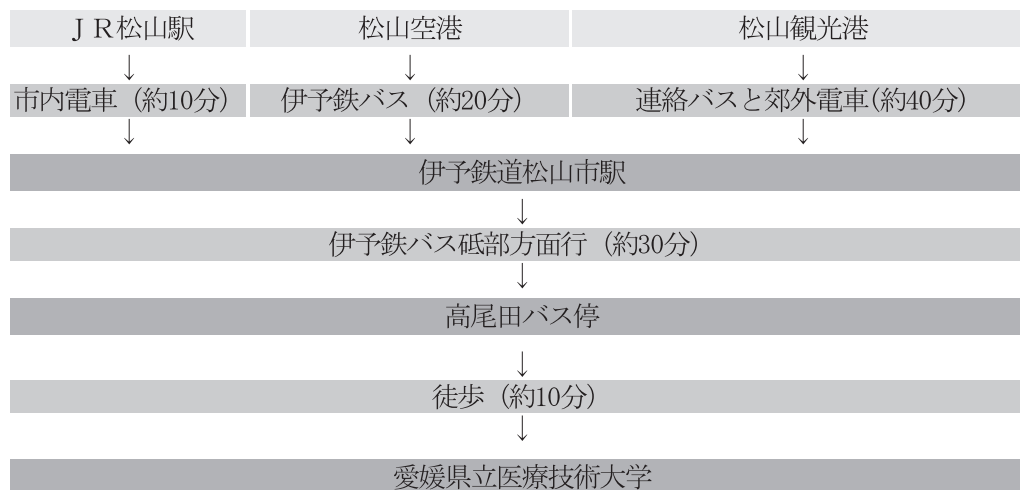 ＪＲ松山駅 松山空港 松山観光港
↓ ↓ ↓
市内電車（約10分） 伊予鉄バス（約20分） 連絡バスと郊外電車（約40分）
↓ ↓ ↓
伊予鉄道松山市駅
↓
伊予鉄バス砥部方面行（約30分）
↓
高尾田バス停
↓
徒歩（約10分）
↓
愛媛県立医療技術大学